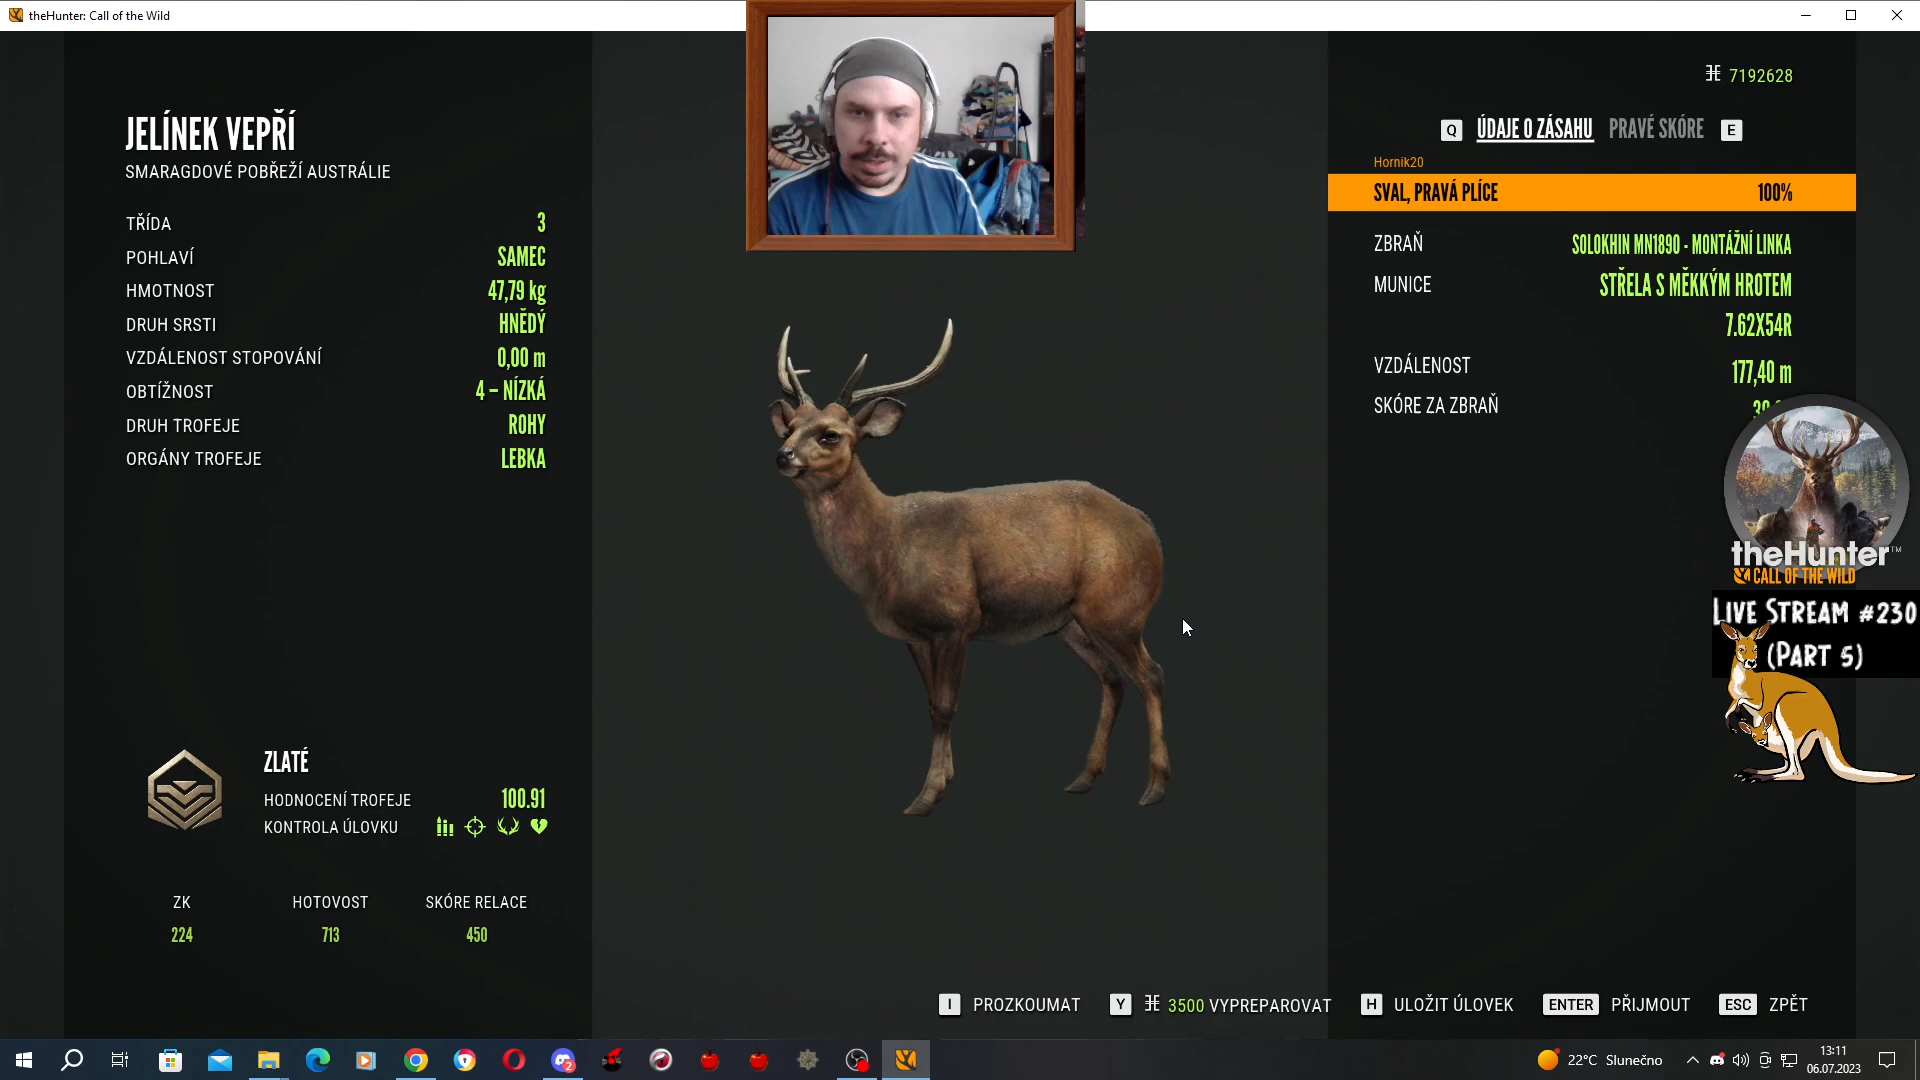 theHunter: Call of the Wild
7192628
JELÍNEK VEPŘÍ
SMARAGDOVÉ POBŘEŽÍ AUSTRÁLIE
TŘÍDA 3
POHLAVÍ SAMEC
HMOTNOST 47,79 kg
DRUH SRSTI HNĚDÝ
VZDÁLENOST STOPOVÁNÍ 0,00 m
OBTÍŽNOST 4 – NÍZKÁ
DRUH TROFEJE ROHY
ORGÁNY TROFEJE LEBKA
ZLATÉ
HODNOCENÍ TROFEJE 100.91
KONTROLA ÚLOVKU
ZK HOTOVOST SKÓRE RELACE
224 713 450
Q ÚDAJE O ZÁSAHU PRAVÉ SKÓRE E
Hornik20
SVAL, PRAVÁ PLÍCE 100%
ZBRAŇ SOLOKHIN MN1890 - MONTÁŽNÍ LINKA
MUNICE STŘELA S MĚKKÝM HROTEM
7.62X54R
VZDÁLENOST 177,40 m
SKÓRE ZA ZBRAŇ
theHunter™
CALL OF THE WILD
LIVE STREAM #230
(PART 5)
I PROZKOUMAT Y 3500 VYPREPAROVAT H ULOŽIT ÚLOVEK ENTER PŘIJMOUT ESC ZPĚT
2
22°C Slunečno
13:11
06.07.2023